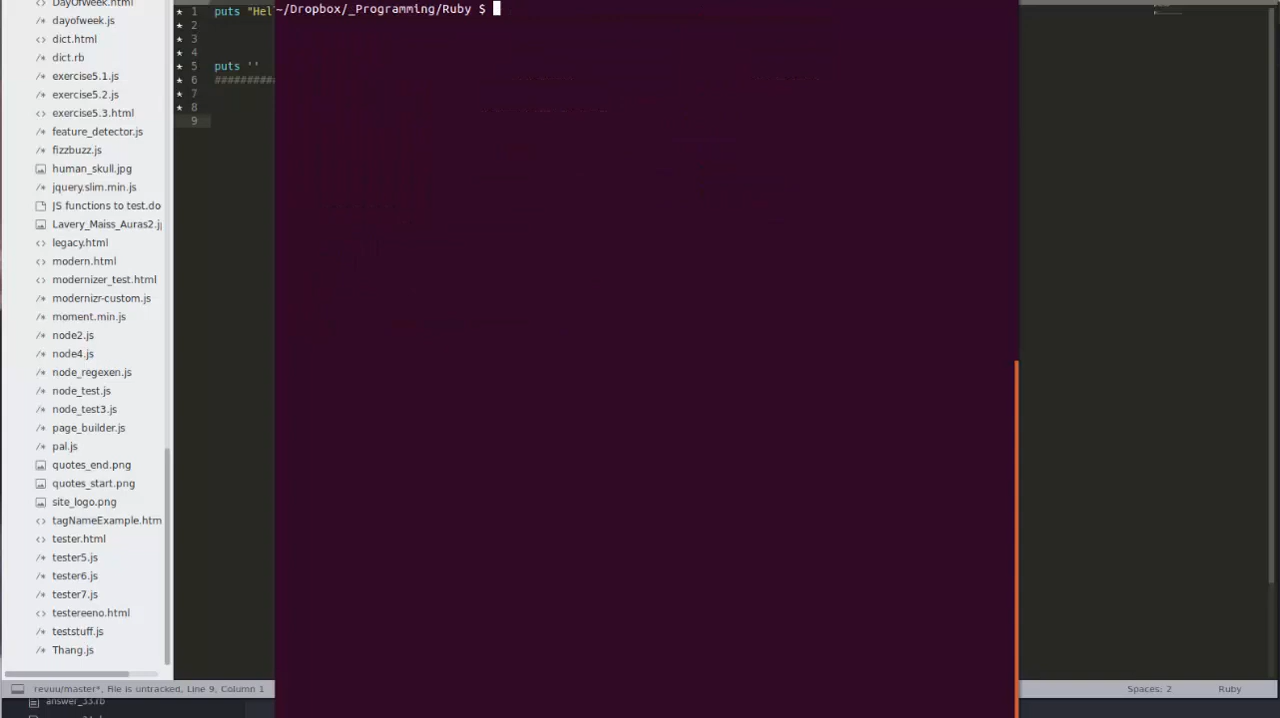 DayOfWeek.html
dayofweek.js
dict.html
dict.rb
exercise5.1.js
exercise5.2.js
exercise5.3.html
feature_detector.js
fizzbuzz.js
human_skull.jpg
jquery.slim.min.js
JS functions to test.do
Lavery_Maiss_Auras2.j
legacy.html
modern.html
modernizer_test.html
modernizr-custom.js
moment.min.js
node2.js
node4.js
node_regexen.js
node_test.js
node_test3.js
page_builder.js
pal.js
quotes_end.png
quotes_start.png
site_logo.png
tagNameExample.htm
tester.html
tester5.js
tester6.js
tester7.js
testereeno.html
teststuff.js
Thang.js
1 puts "Hel
2
3
4
5 puts ''
6 ##########
7
8
9
~/Dropbox/_Programming/Ruby $
revuu/master*, File is untracked, Line 9, Column 1
Spaces: 2
Ruby
answer_33.rb